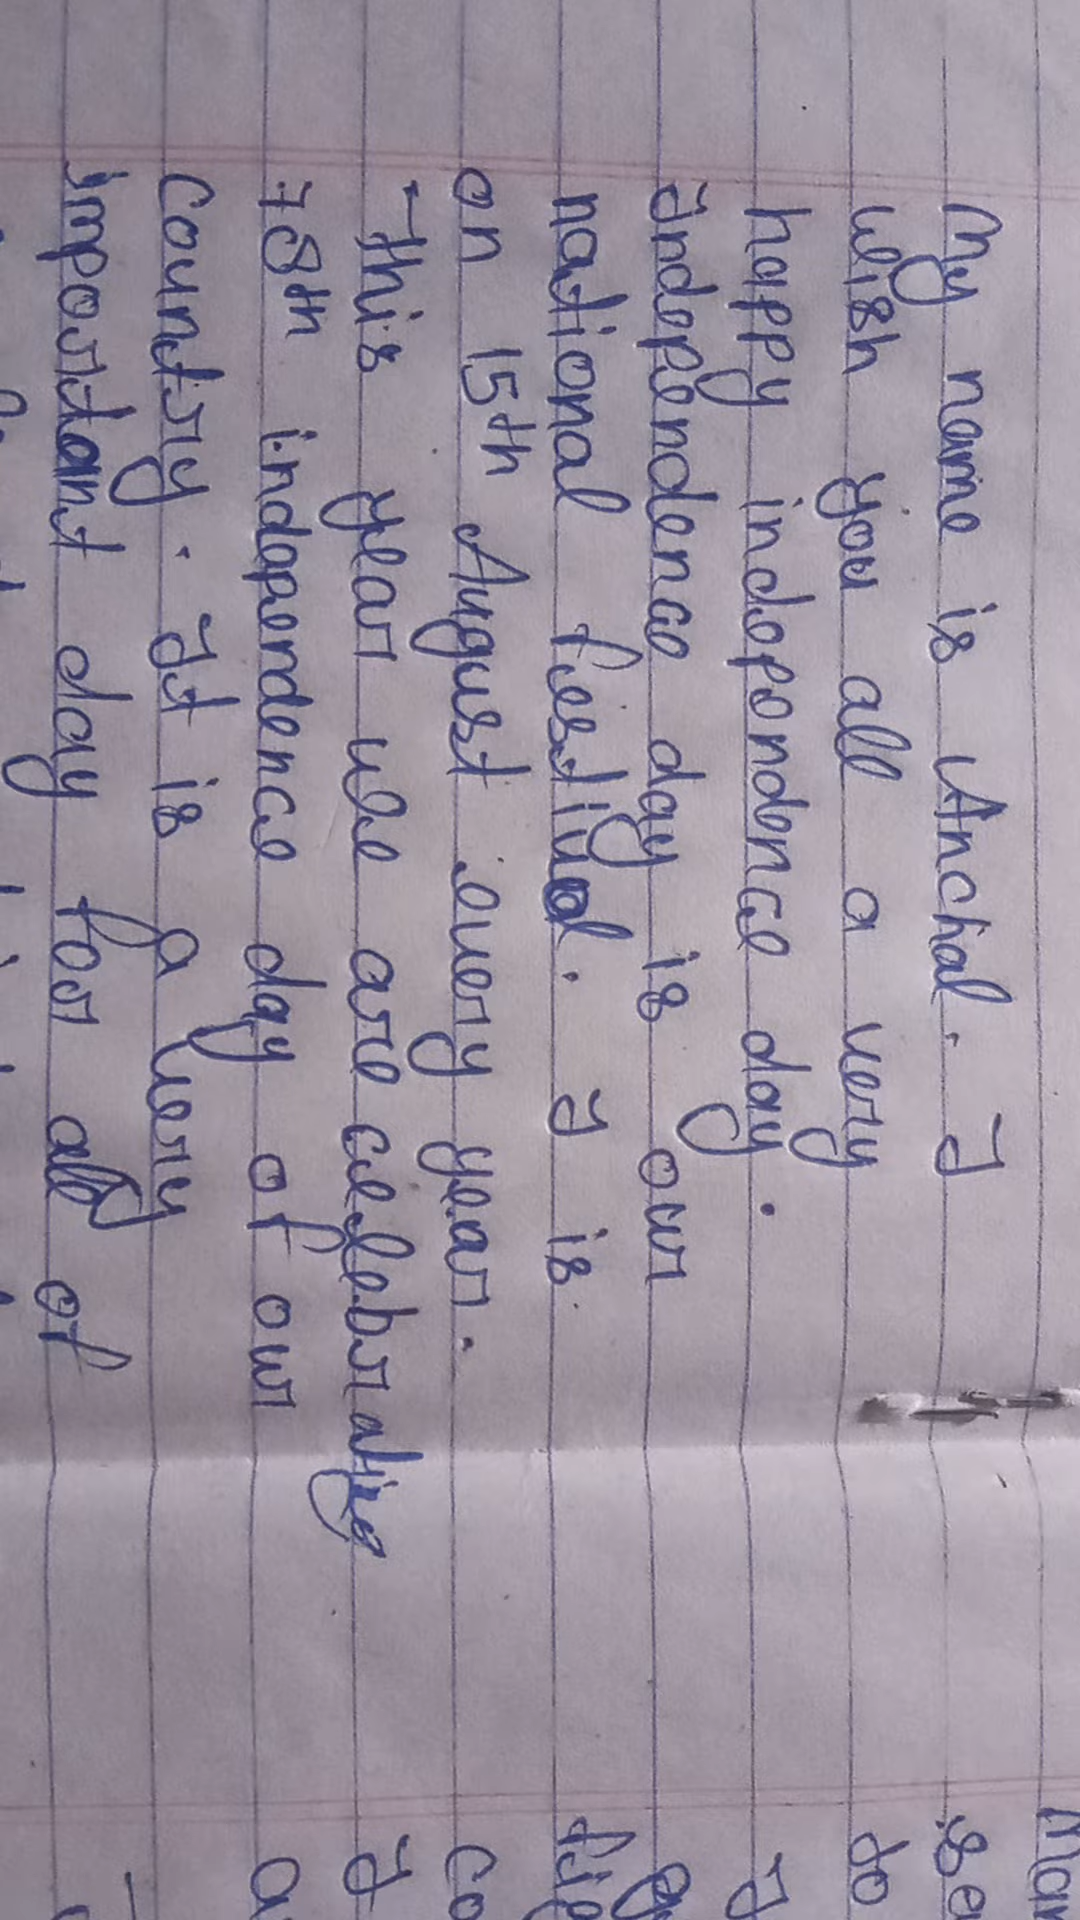 My name is Anchal. I
wish you all a very
happy independence day.
Independence day is our
national festival. I is
on 15th August every year.
This year we are celebrating
78th independence day of our
Country. It is a very
important day for all of